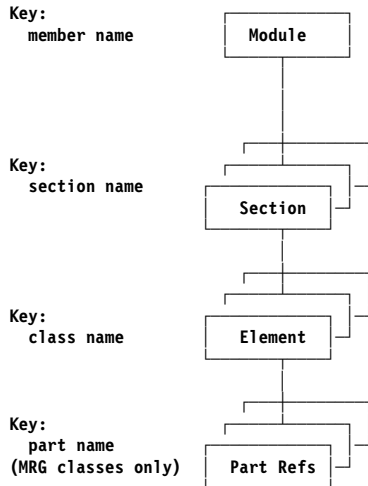 Key:
member name
Module
Key:
section name
Section
Key:
class name
Element
Key:
part name
(MRG classes only)
Part Refs